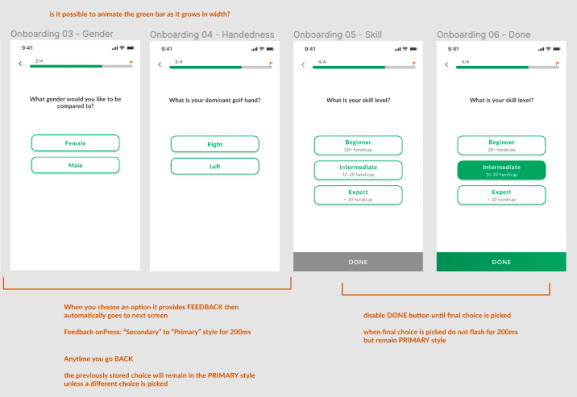 Is it possible to animate the green bar as it grows in width?
Onboarding 03 - Gender
9:41
2/4
What gender would you like to be
compared to?
Female
Male
Onboarding 04 - Handedness
9:41
3/4
What is your dominant golf hand?
Right
Left
Onboarding 05 - Skill
9:41
4/4
What is your skill level?
Beginner
20+ handicap
Intermediate
10-20 handicap
Expert
< 10 handicap
DONE
Onboarding 06 - Done
9:41
4/4
What is your skill level?
Beginner
20+ handicap
Intermediate
10-20 handicap
Expert
< 10 handicap
DONE
When you choose an option it provides FEEDBACK then
automatically goes to next screen
Feedback onPress: "Secondary" to "Primary" style for 200ms
Anytime you go BACK
the previously stored choice will remain in the PRIMARY style
unless a different choice is picked
disable DONE button until final choice is picked
when final choice is picked do not flash for 200ms
but remain PRIMARY style